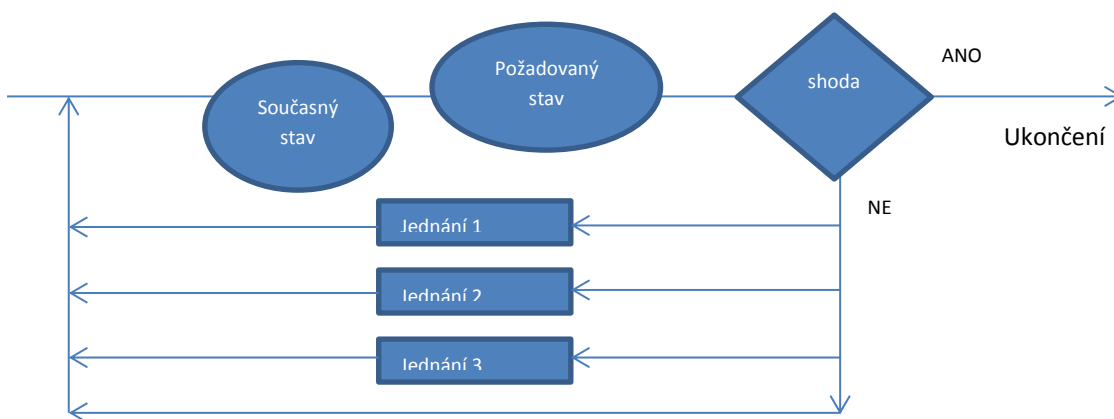 Současný
stav
Požadovaný
stav
shoda
ANO
Ukončení
NE
Jednání 1
Jednání 2
Jednání 3